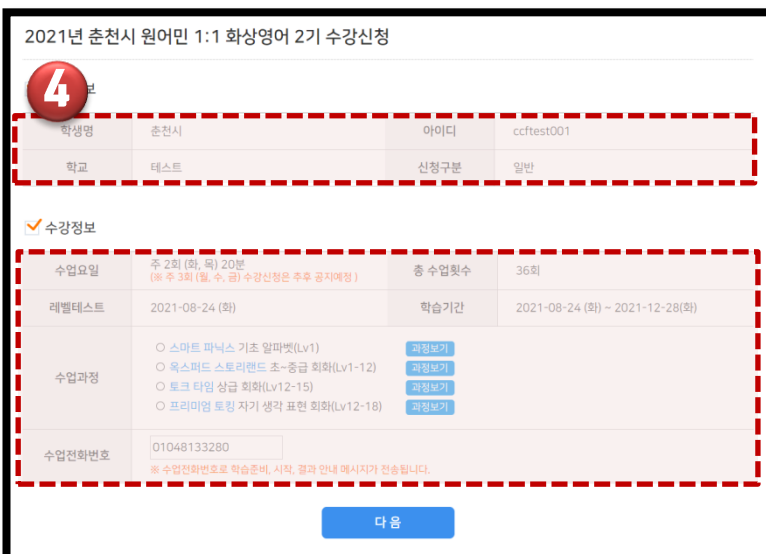 2021년 춘천시 원어민 1:1 화상영어 2기 수강신청
4
보
학생명 춘천시 아이디 ccftest001
학교 테스트 신청구분 일반
수강정보
수업요일 주 2회 (화, 목) 20분 총 수업횟수 36회
(※ 주 3회 (월, 수, 금) 수강신청은 추후 공지예정 )
레벨테스트 2021-08-24 (화) 학습기간 2021-08-24 (화) ~ 2021-12-28(화)
수업과정
스마트 파닉스 기초 알파벳(Lv1) 과정보기
옥스퍼드 스토리랜드 초~중급 회화(Lv1-12) 과정보기
토크 타임 상급 회화(Lv12-15) 과정보기
프리미엄 토킹 자기 생각 표현 회화(Lv12-18) 과정보기
수업전화번호 01048133280
※ 수업전화번호로 학습준비, 시작, 결과 안내 메시지가 전송됩니다.
다음